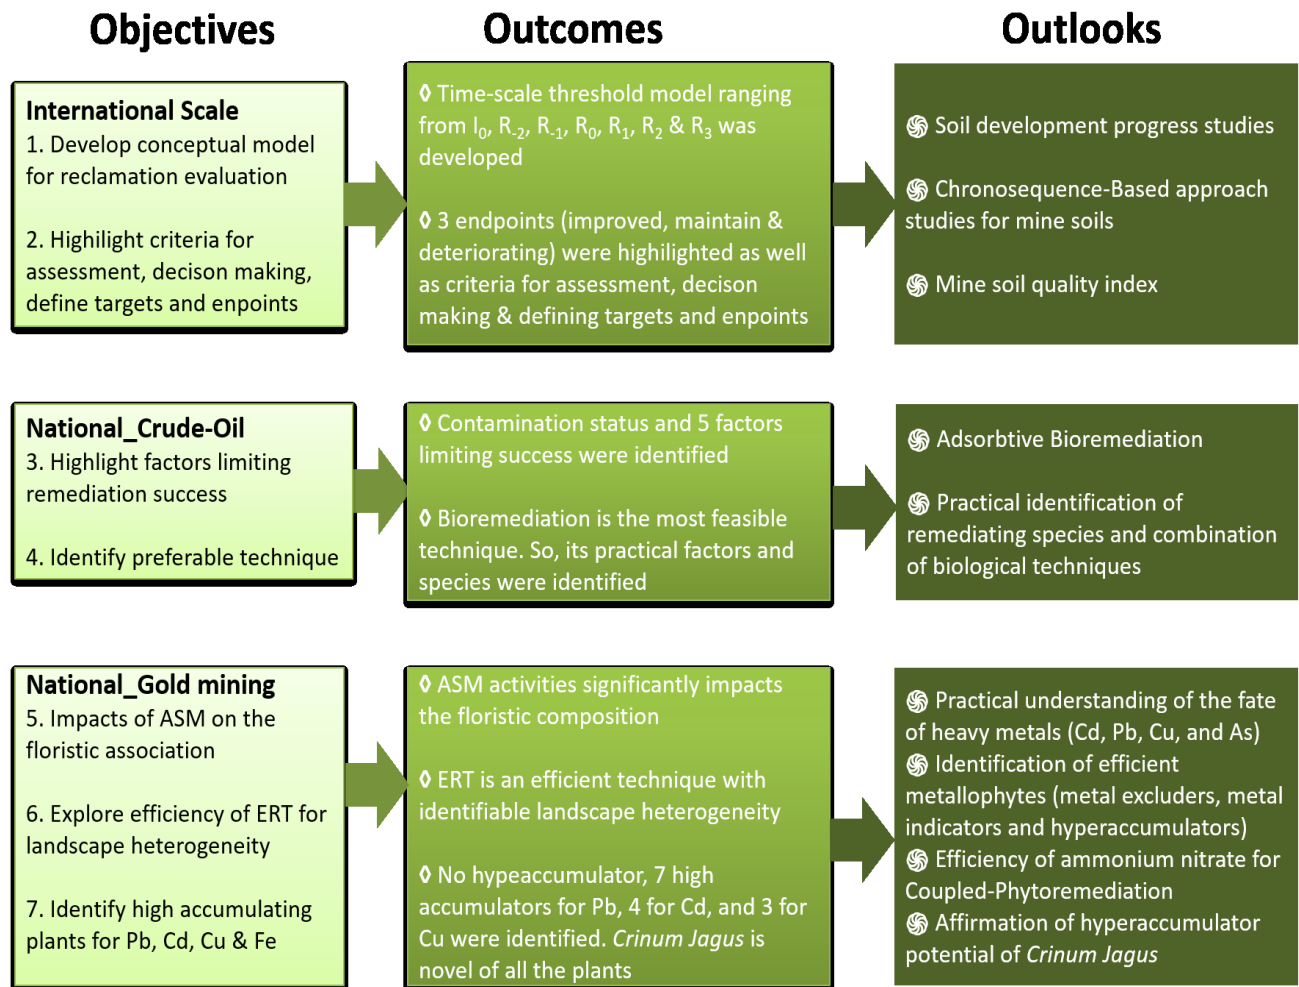 Objectives
Outcomes
Outlooks
International Scale
1. Develop conceptual model
for reclamation evaluation
2. Highilight criteria for
assessment, decison making,
define targets and enpoints
◊ Time-scale threshold model ranging
from I₀, R₋₂, R₋₁, R₀, R₁, R₂ & R₃ was
developed
◊ 3 endpoints (improved, maintain &
deteriorating) were highlighted as well
as criteria for assessment, decison
making & defining targets and enpoints
Soil development progress studies
Chronosequence-Based approach
studies for mine soils
Mine soil quality index
National_Crude-Oil
3. Highlight factors limiting
remediation success
4. Identify preferable technique
◊ Contamination status and 5 factors
limiting success were identified
◊ Bioremediation is the most feasible
technique. So, its practical factors and
species were identified
Adsorbtive Bioremediation
Practical identification of
remediating species and combination
of biological techniques
National_Gold mining
5. Impacts of ASM on the
floristic association
6. Explore efficiency of ERT for
landscape heterogeneity
7. Identify high accumulating
plants for Pb, Cd, Cu & Fe
◊ ASM activities significantly impacts
the floristic composition
◊ ERT is an efficient technique with
identifiable landscape heterogeneity
◊ No hypeaccumulator, 7 high
accumulators for Pb, 4 for Cd, and 3 for
Cu were identified. Crinum Jagus is
novel of all the plants
Practical understanding of the fate
of heavy metals (Cd, Pb, Cu, and As)
Identification of efficient
metallophytes (metal excluders, metal
indicators and hyperaccumulators)
Efficiency of ammonium nitrate for
Coupled-Phytoremediation
Affirmation of hyperaccumulator
potential of Crinum Jagus